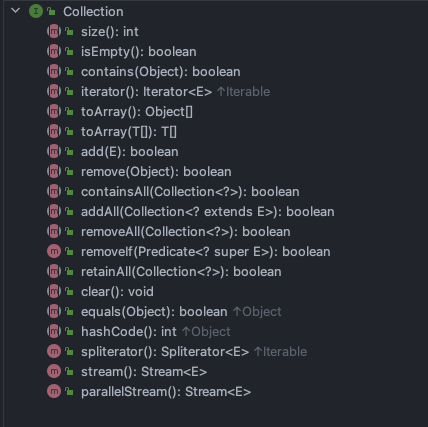 Collection
size(): int
isEmpty(): boolean
contains(Object): boolean
iterator(): Iterator<E> ↑Iterable
toArray(): Object[]
toArray(T[]): T[]
add(E): boolean
remove(Object): boolean
containsAll(Collection<?>): boolean
addAll(Collection<? extends E>): boolean
removeAll(Collection<?>): boolean
removeIf(Predicate<? super E>): boolean
retainAll(Collection<?>): boolean
clear(): void
equals(Object): boolean ↑Object
hashCode(): int ↑Object
spliterator(): Spliterator<E> ↑Iterable
stream(): Stream<E>
parallelStream(): Stream<E>